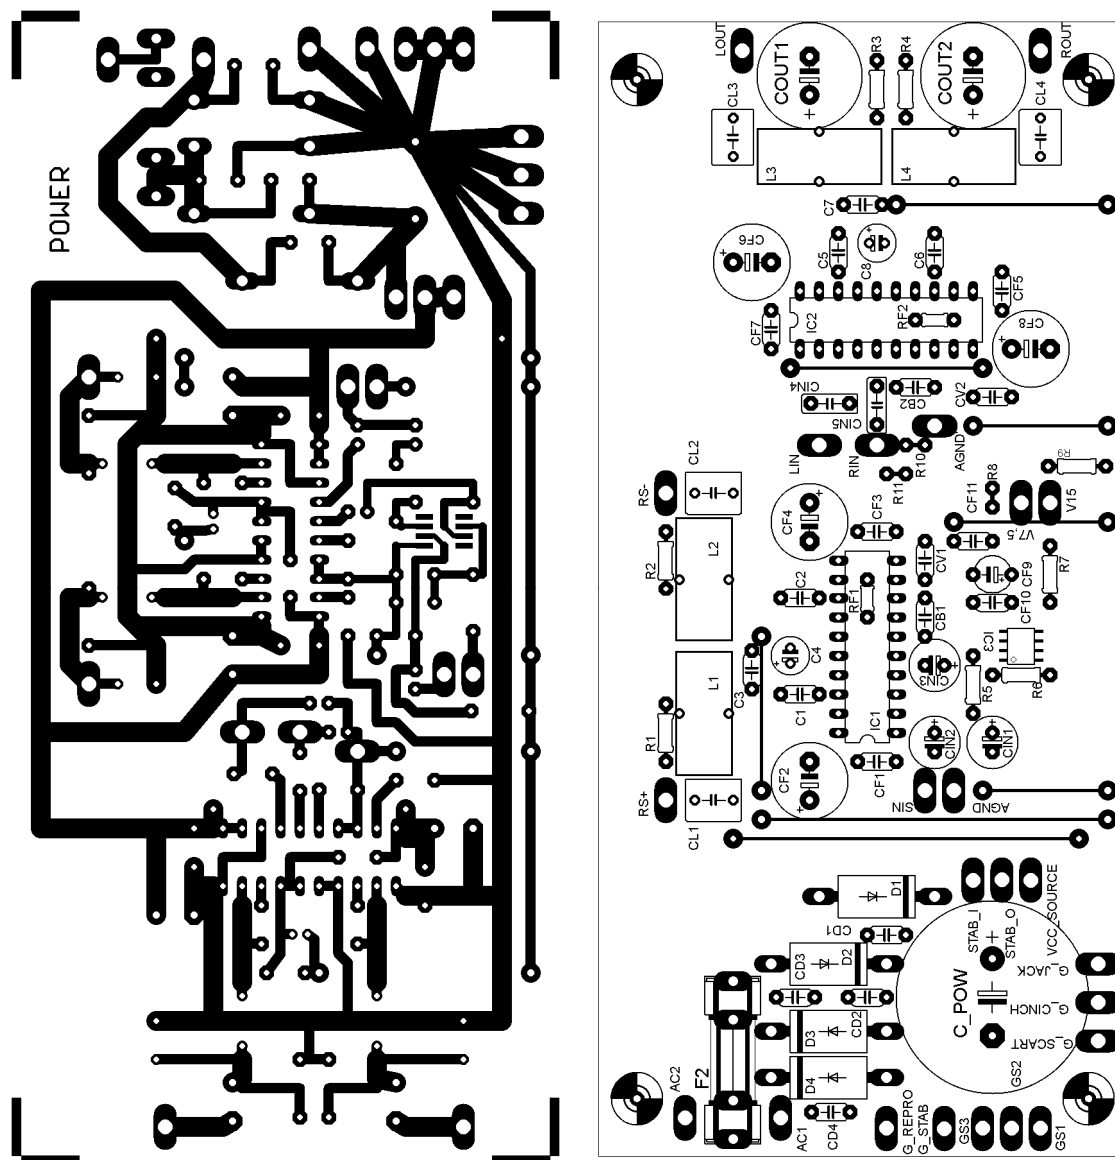 POWER
LOUT
COUT1
R3
R4
COUT2
ROUT
CL3
CL4
L3
L4
C7
CF6
C5
C8
C6
CF5
IC2
RF2
CF7
CF8
CIN4
CIN5
CB2
CV2
AGND
LIN
RIN
R10
R9
CL2
R11
RS-
CF4
CF3
CF11
R8
V7,5
V15
R2
L2
C2
RF1
CV1
CF9
R7
CB1
CF10
IC3
C4
CIN3
L1
C3
C1
R5
R6
R1
IC1
CIN2
CIN1
CF2
CF1
RS+
CL1
SIN
AGND
D1
STAB_I
STAB_O
VCC_SOURCE
CD1
CD3
D2
G_JACK
C_POW
G_CINCH
CD2
D3
G_SCART
GS2
F2
D4
AC2
AC1
CD4
G_REPRO
G_STAB
GS3
GS1